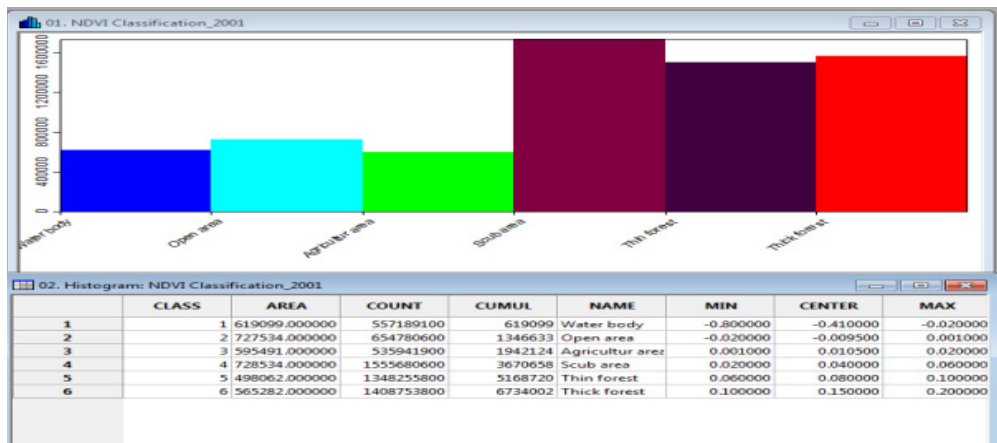 01. NDVI Classification_2001
1600000
1200000
800000
400000
0
Water body
Open area
Agricultur area
Scub area
Thin forest
Thick forest
02. Histogram: NDVI Classification_2001
CLASS AREA COUNT CUMUL NAME MIN CENTER MAX
1 1 619099.000000 557189100 619099 Water body -0.800000 -0.410000 -0.020000
2 2 727534.000000 654780600 1346633 Open area -0.020000 -0.009500 0.001000
3 3 595491.000000 535941900 1942124 Agricultur area 0.001000 0.010500 0.020000
4 4 728534.000000 1555680600 3670658 Scub area 0.020000 0.040000 0.060000
5 5 498062.000000 1348255800 5168720 Thin forest 0.060000 0.080000 0.100000
6 6 565282.000000 1408753800 6734002 Thick forest 0.100000 0.150000 0.200000